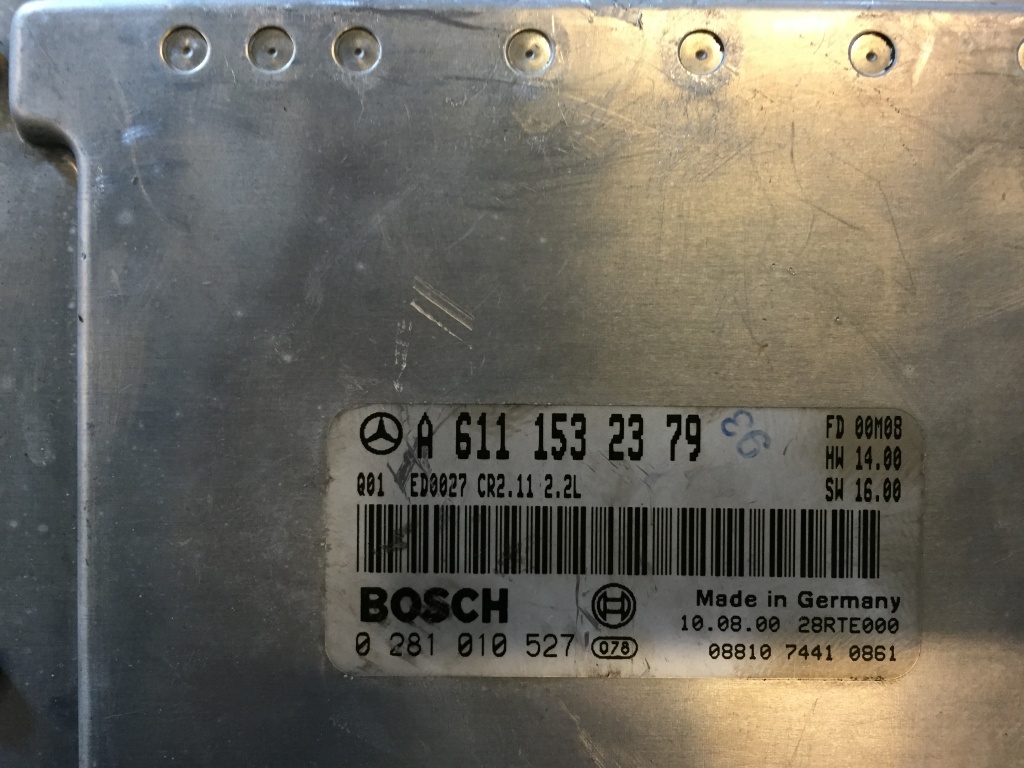 A 611 153 23 79 36 FD 00M08
HW 14.00
Q01 ED0027 CR2.11 2.2L SW 16.00
BOSCH Made in Germany
10.08.00 28RTE000
0 281 010 527 078 08810 7441 0861